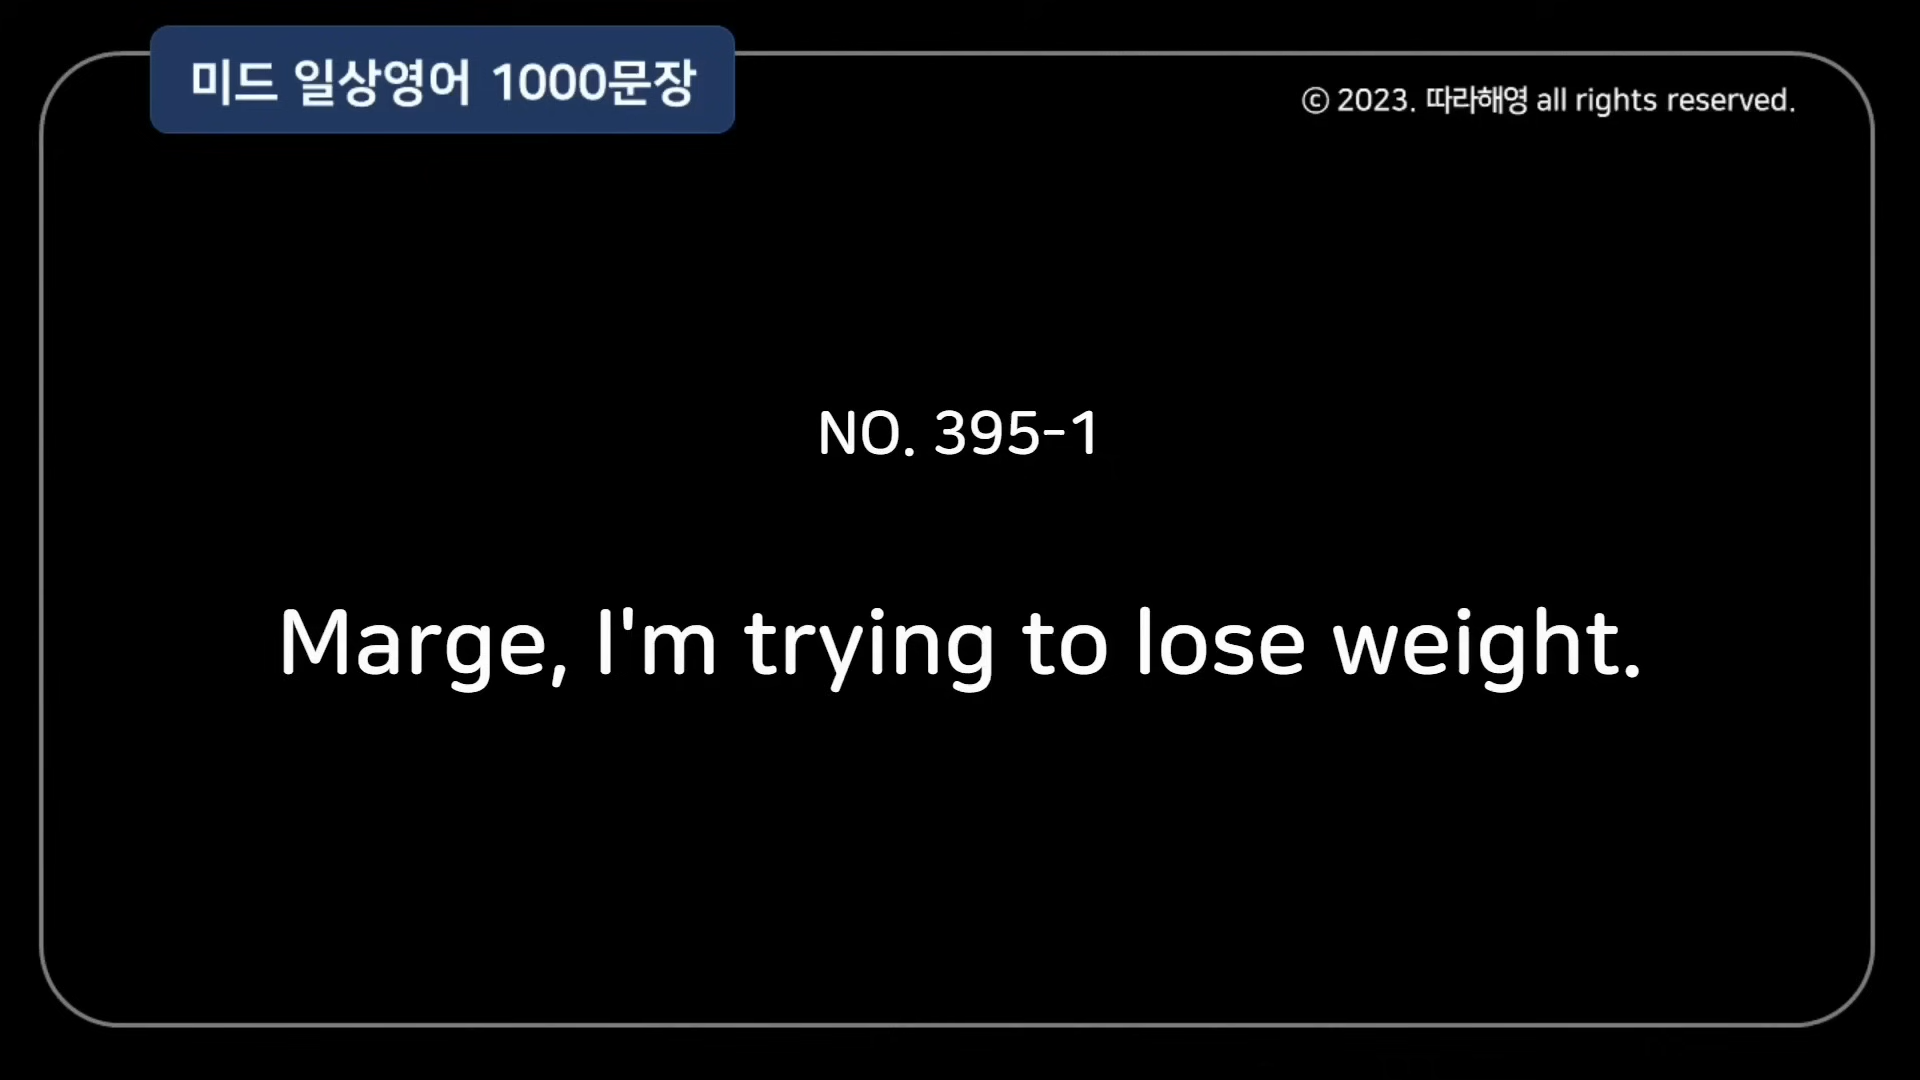 미드 일상영어 1000문장
© 2023. 따라해영 all rights reserved.
NO. 395-1
Marge, I'm trying to lose weight.